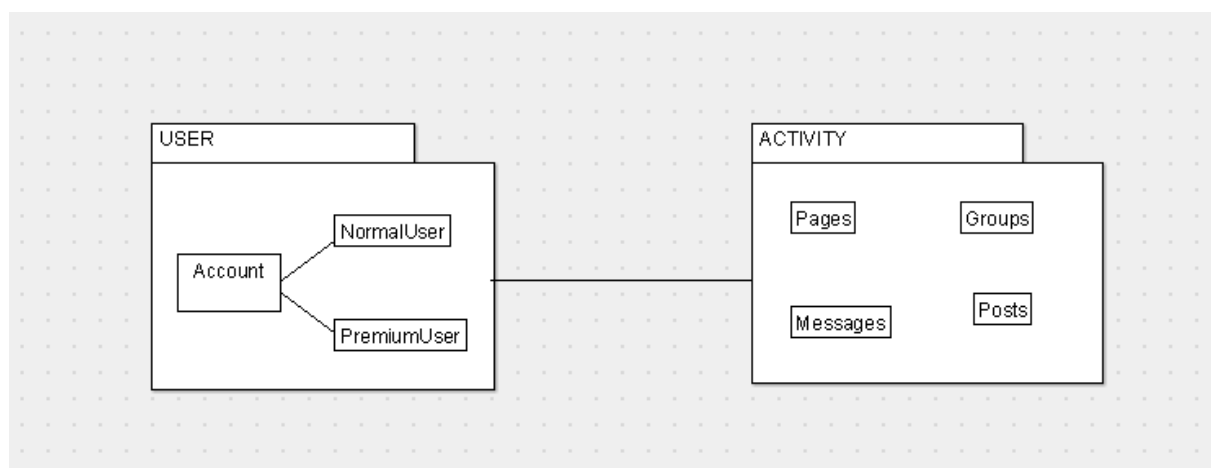 USER
Account
NormalUser
PremiumUser
ACTIVITY
Pages
Groups
Messages
Posts